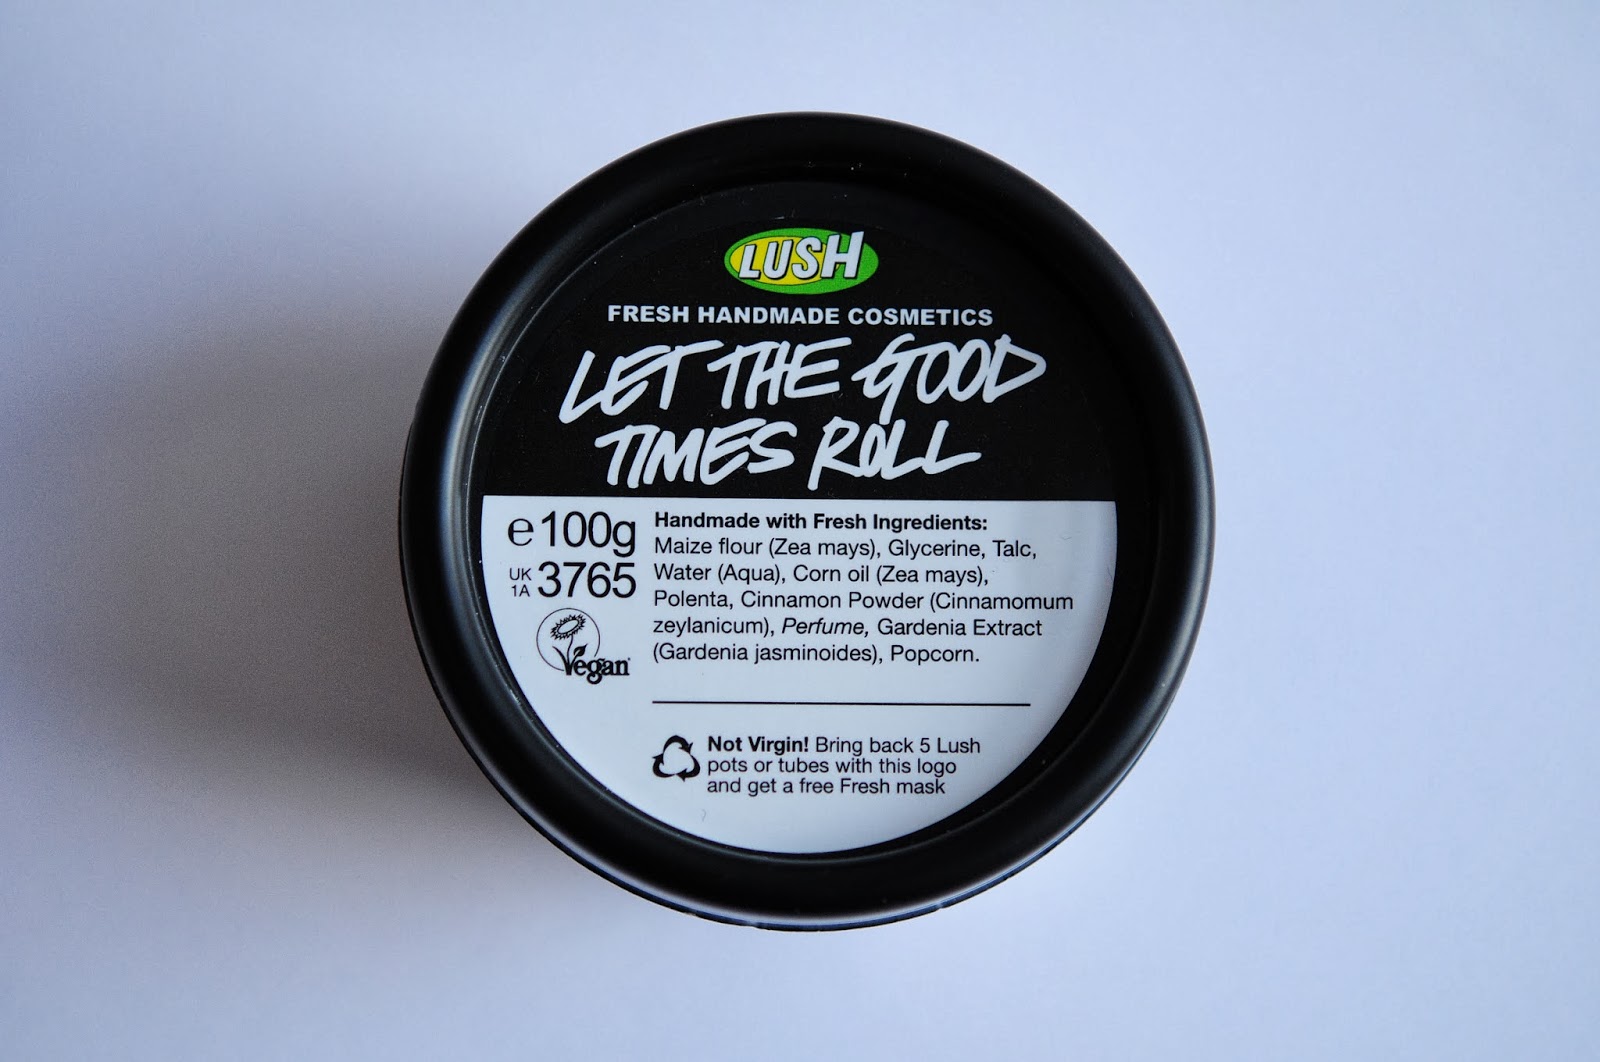 LUSH
FRESH HANDMADE COSMETICS
LET THE GOOD
TIMES ROLL
e 100g
UK
1A
3765
Vegan
Handmade with Fresh Ingredients:
Maize flour (Zea mays), Glycerine, Talc,
Water (Aqua), Corn oil (Zea mays),
Polenta, Cinnamon Powder (Cinnamomum
zeylanicum), Perfume, Gardenia Extract
(Gardenia jasminoides), Popcorn.
Not Virgin! Bring back 5 Lush
pots or tubes with this logo
and get a free Fresh mask